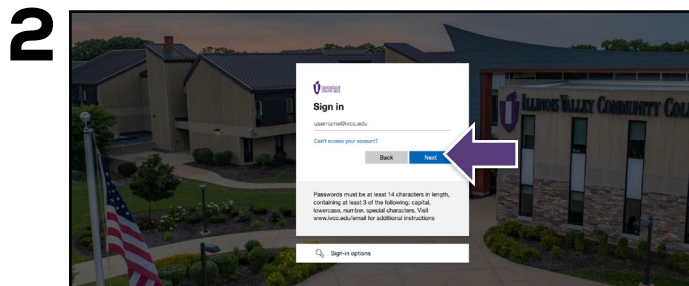 2
Sign in
username@ivcc.edu
Can't access your account?
Back Next
Passwords must be at least 14 characters in length,
containing at least 3 of the following: capital,
lowercase, number, special characters. Visit
www.ivcc.edu/email for additional instructions
Sign-in options
ILLINOIS VALLEY COMMUNITY COLL